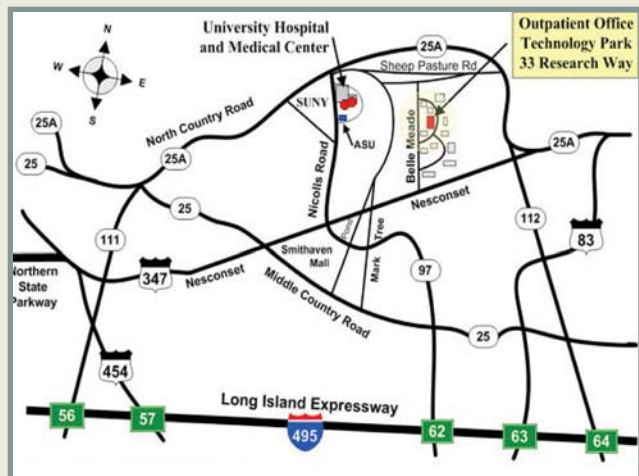 University Hospital
and Medical Center
Outpatient Office
Technology Park
33 Research Way
N
W
E
S
25A
Sheep Pasture Rd
SUNY
ASU
North Country Road
25A
25
25A
25A
Nicolls Road
Belle Meade
Nesconset
25
111
112
83
Pond
Mark Tree
Smithaven
Mall
97
Northern
State
Parkway
347
Nesconset
Middle Country Road
25
454
Long Island Expressway
56
57
495
62
63
64